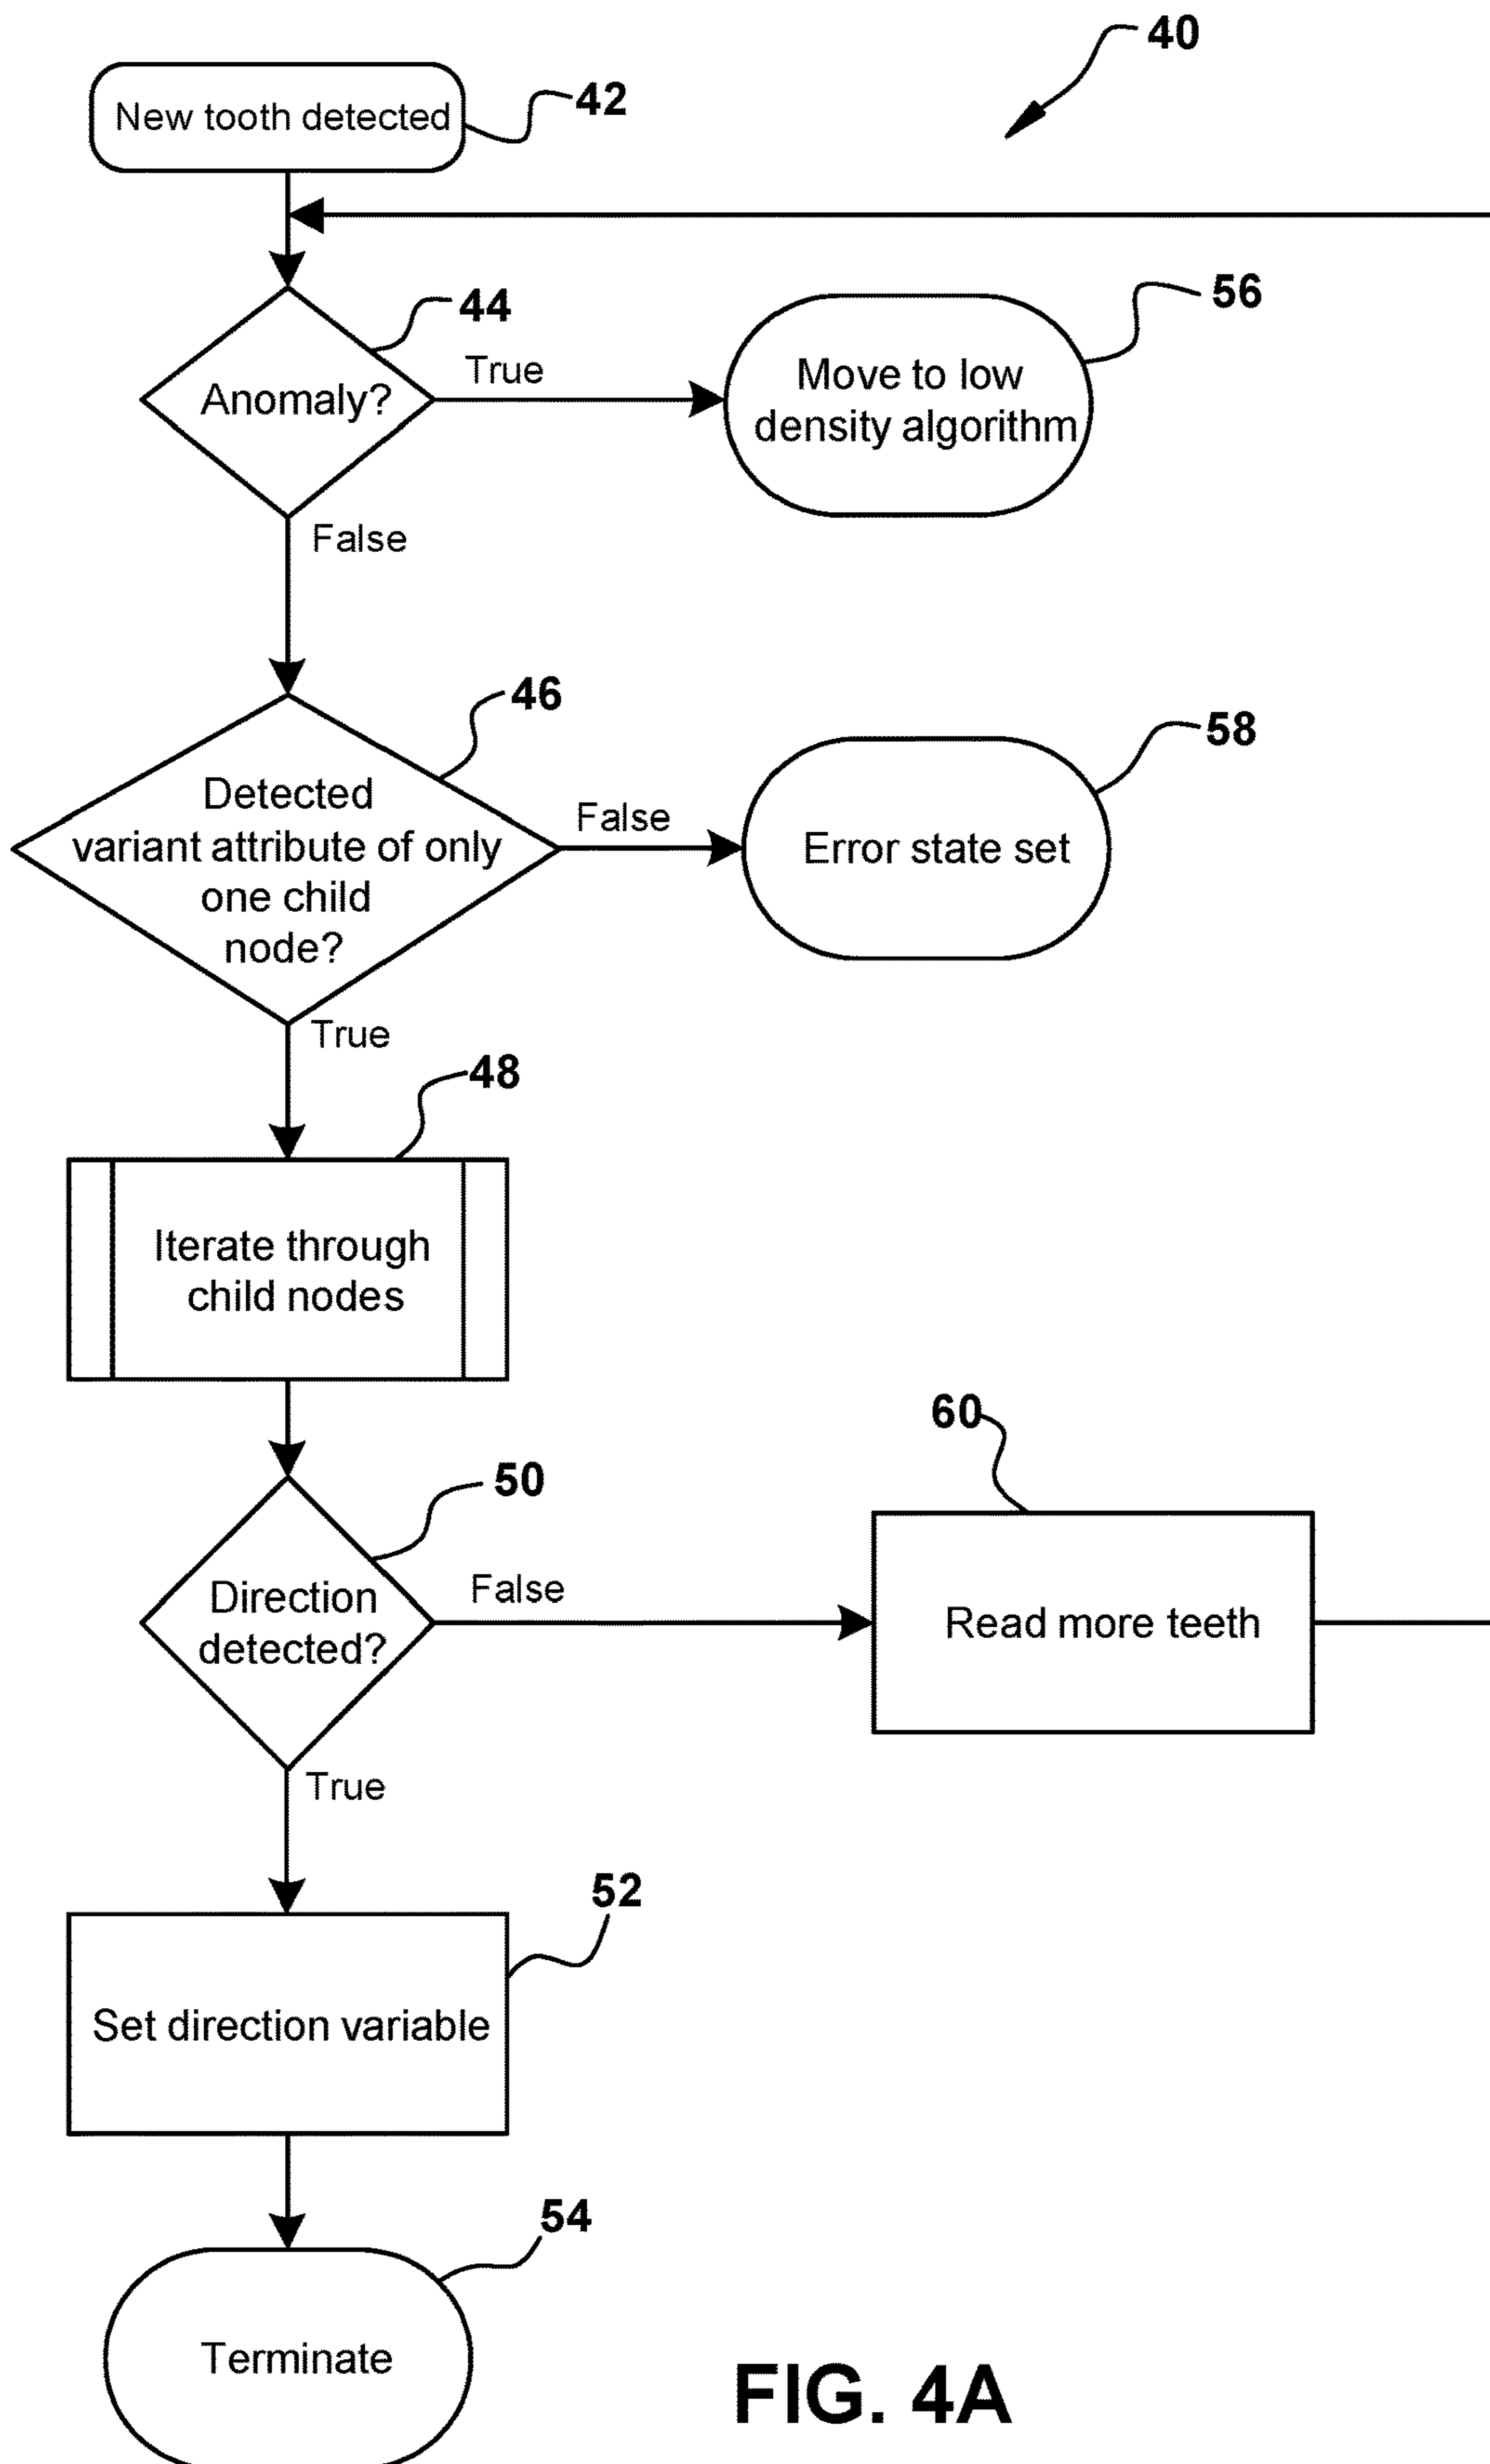 40
New tooth detected
42
44
Anomaly?
True
56
Move to low
density algorithm
False
46
Detected
variant attribute of only
one child
node?
False
58
Error state set
True
48
Iterate through
child nodes
50
Direction
detected?
False
60
Read more teeth
True
52
Set direction variable
54
Terminate
FIG. 4A